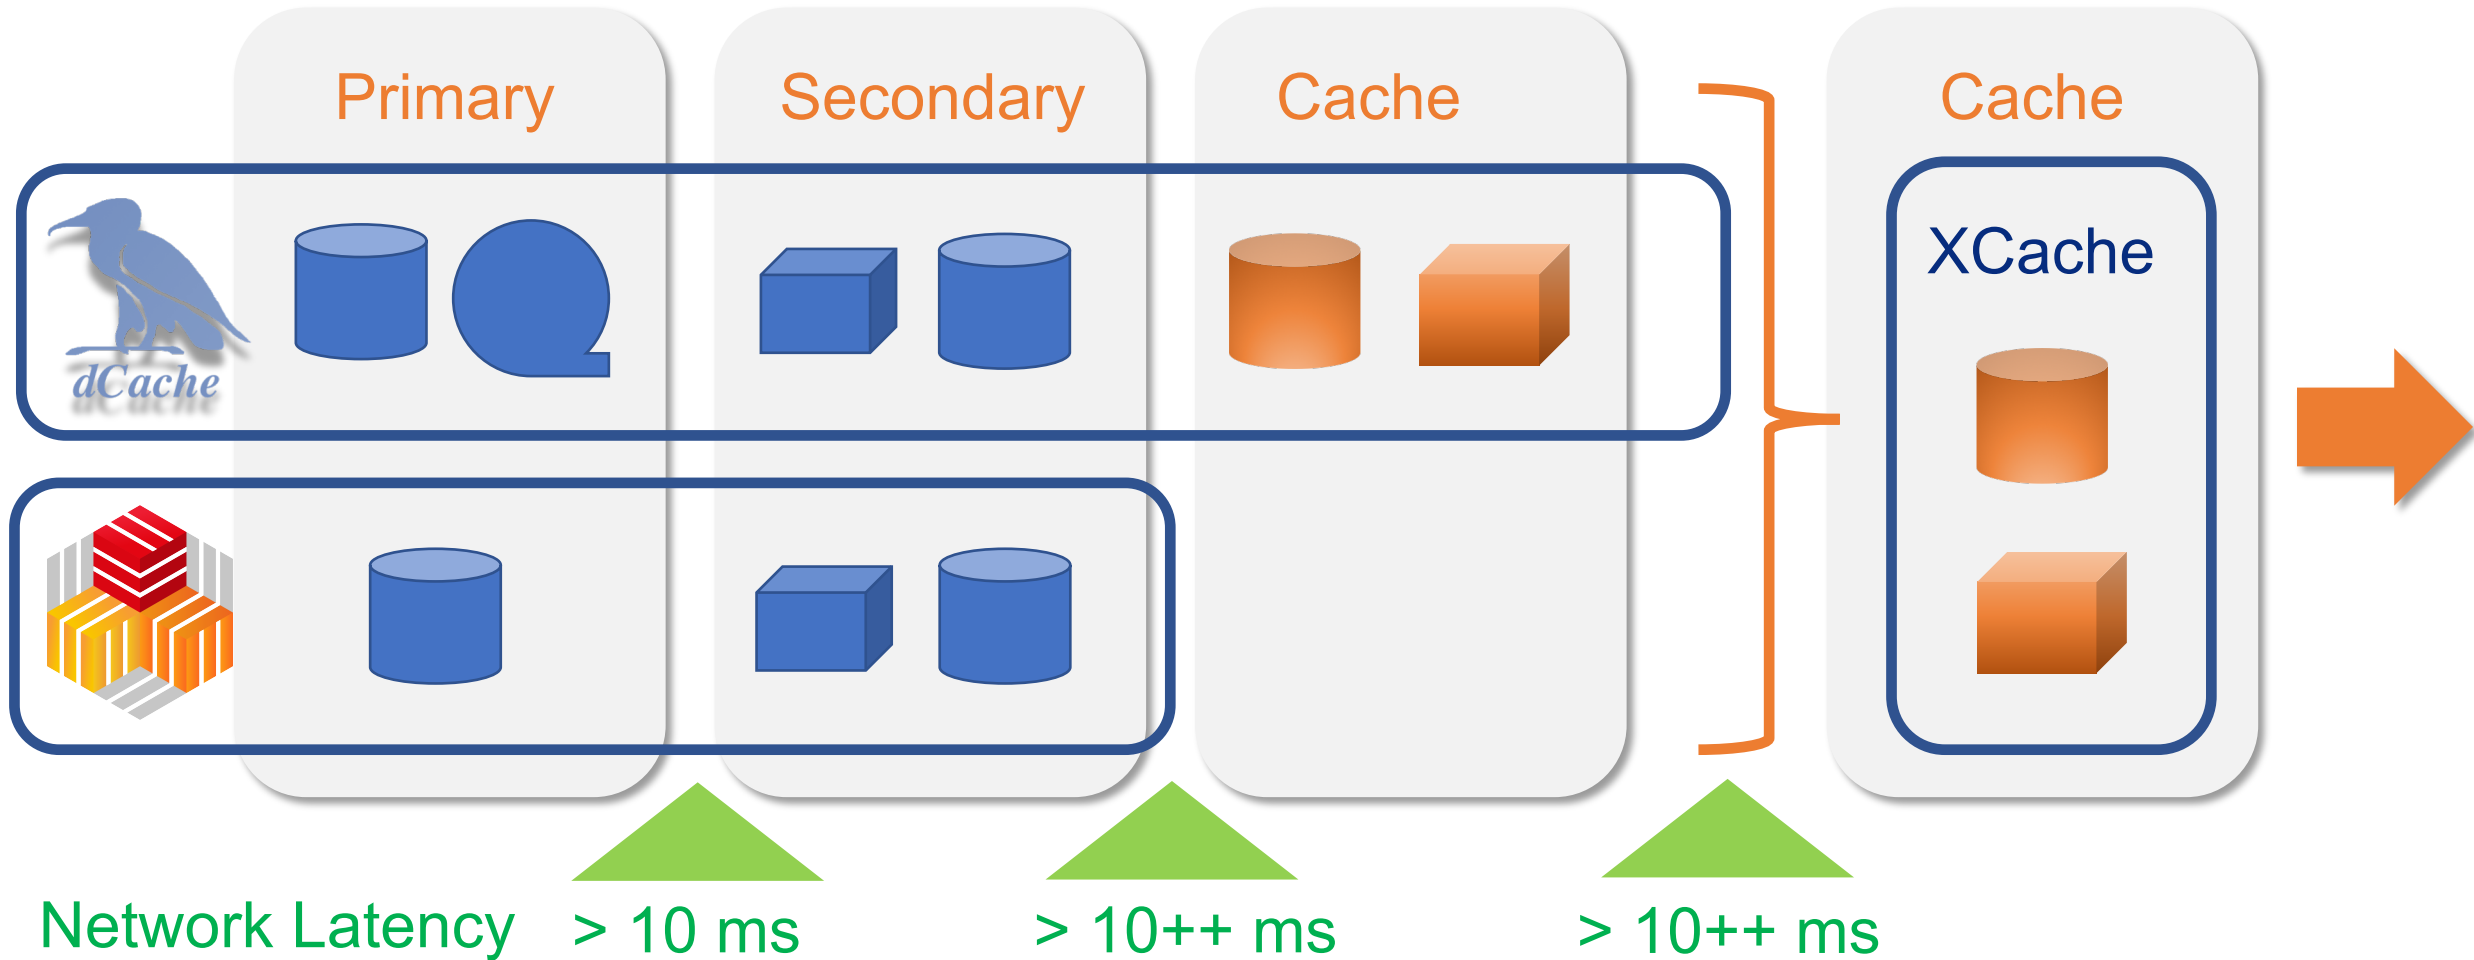 Primary
Secondary
Cache
Cache
dCache
XCache
Network Latency
> 10 ms
> 10++ ms
> 10++ ms